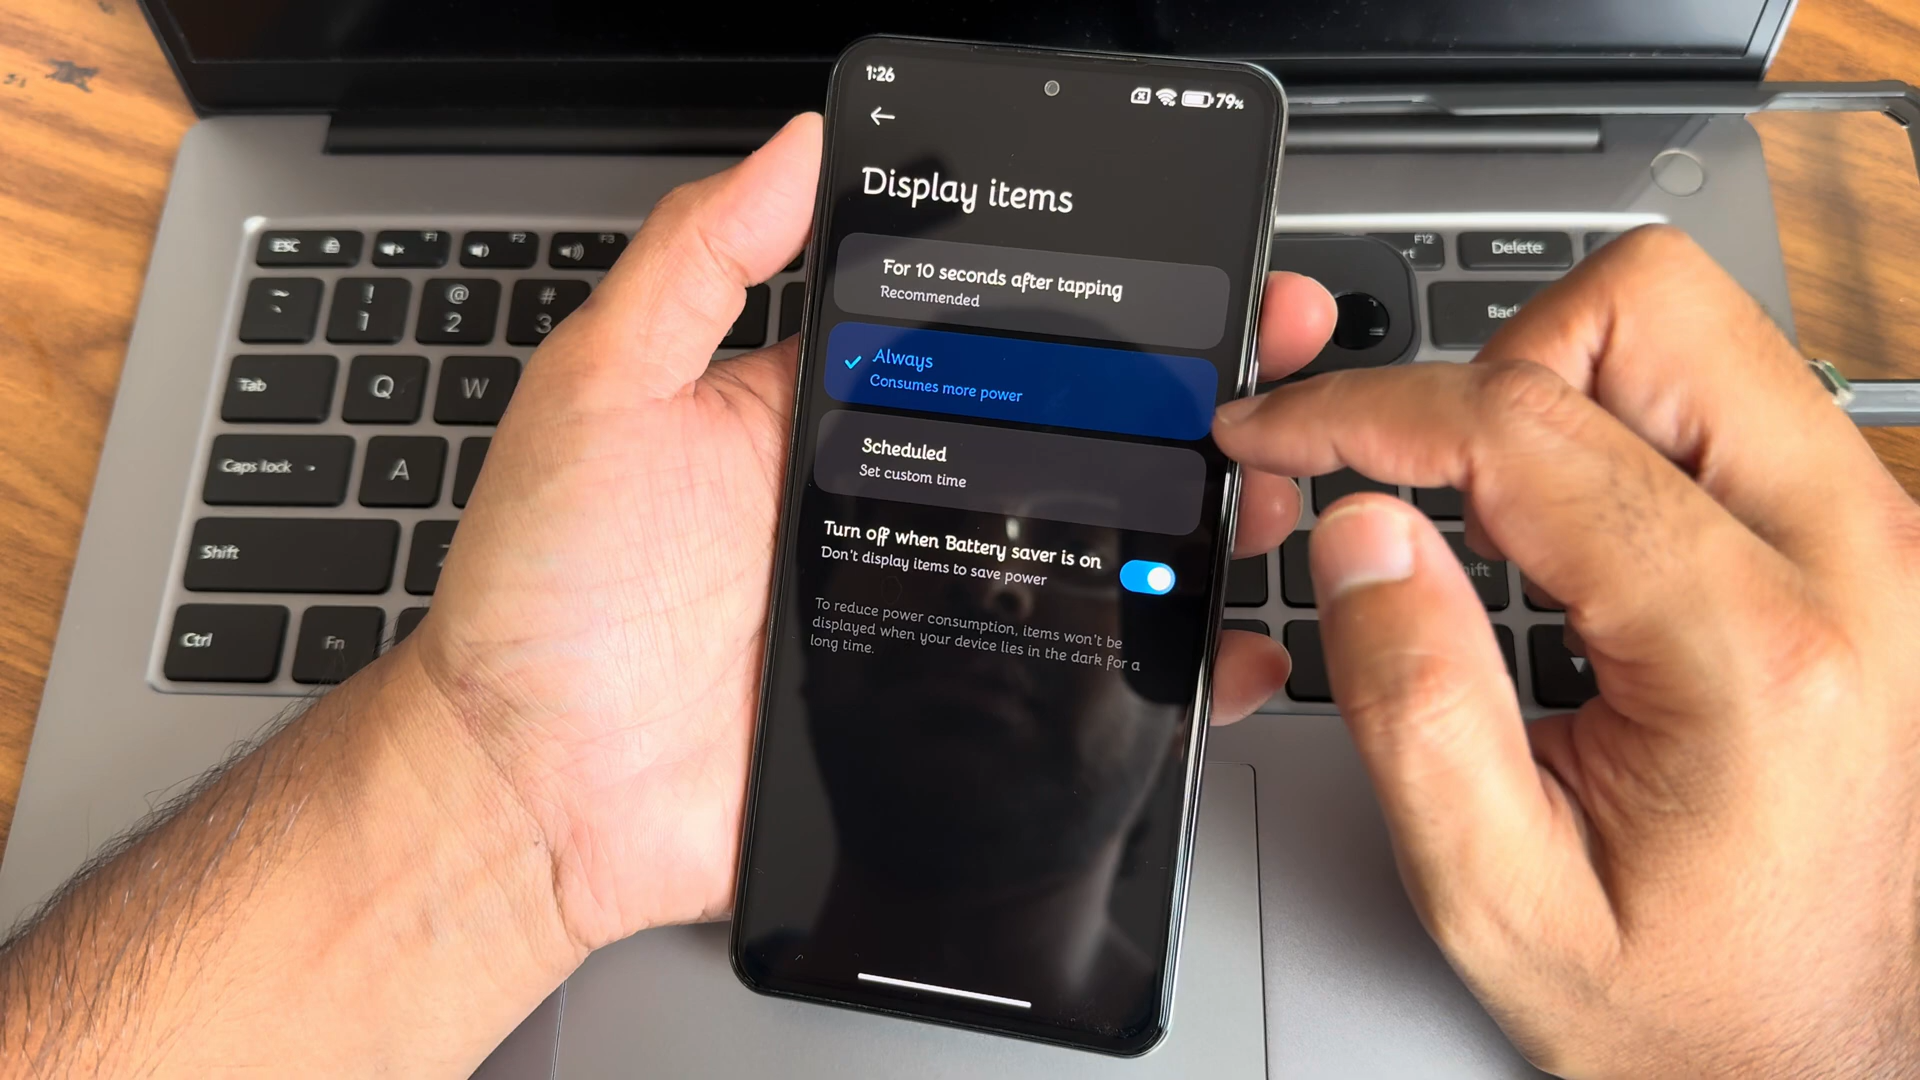 1:26
79%
Display items
For 10 seconds after tapping
Recommended
Always
Consumes more power
Scheduled
Set custom time
Turn off when Battery saver is on
Don't display items to save power
To reduce power consumption, items won't be
displayed when your device lies in the dark for a
long time.
ESC
F1
F2
F3
F12
Delete
~
!
1
@
2
#
3
Tab
Q
W
Caps lock
A
Shift
Ctrl
Fn